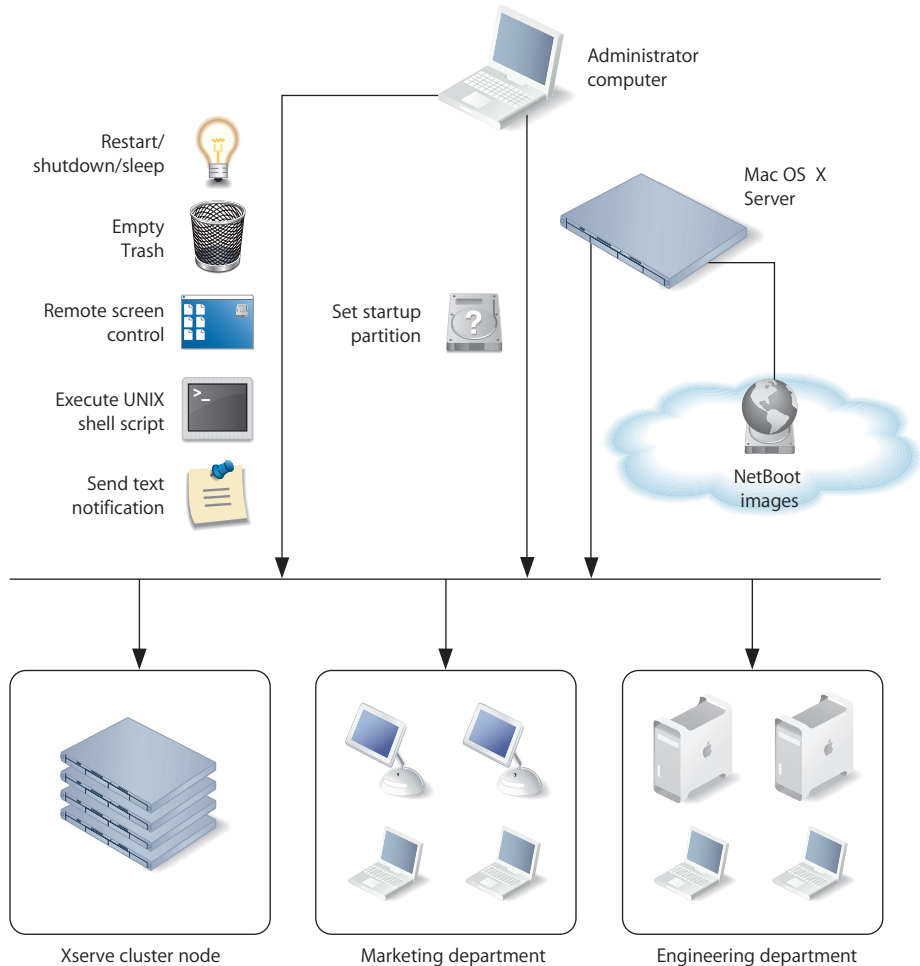 Administrator
computer
Restart/
shutdown/sleep
Mac OS X
Server
Empty
Trash
Remote screen
control
Set startup
partition
?
Execute UNIX
shell script
>_
Send text
notification
NetBoot
images
Xserve cluster node
Marketing department
Engineering department